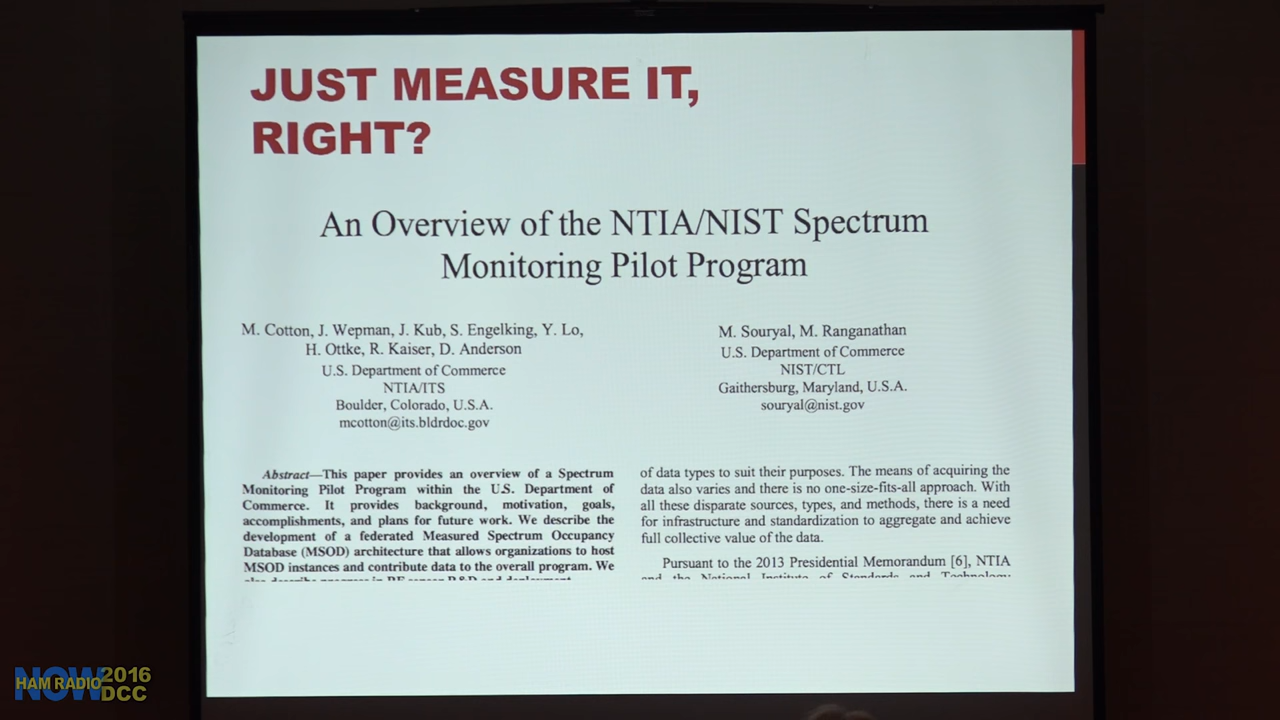 JUST MEASURE IT,
RIGHT?
An Overview of the NTIA/NIST Spectrum
Monitoring Pilot Program
M. Cotton, J. Wepman, J. Kub, S. Engelking, Y. Lo,
H. Ottke, R. Kaiser, D. Anderson
U.S. Department of Commerce
NTIA/ITS
Boulder, Colorado, U.S.A.
mcotton@its.bldrdoc.gov
M. Souryal, M. Ranganathan
U.S. Department of Commerce
NIST/CTL
Gaithersburg, Maryland, U.S.A.
souryal@nist.gov
Abstract—This paper provides an overview of a Spectrum
Monitoring Pilot Program within the U.S. Department of
Commerce. It provides background, motivation, goals,
accomplishments, and plans for future work. We describe the
development of a federated Measured Spectrum Occupancy
Database (MSOD) architecture that allows organizations to host
MSOD instances and contribute data to the overall program. We
of data types to suit their purposes. The means of acquiring the
data also varies and there is no one-size-fits-all approach. With
all these disparate sources, types, and methods, there is a need
for infrastructure and standardization to aggregate and achieve
full collective value of the data.
Pursuant to the 2013 Presidential Memorandum [6], NTIA
and the National Institute of Standards and Technology
HAM RADIO
NOW
2016
DCC